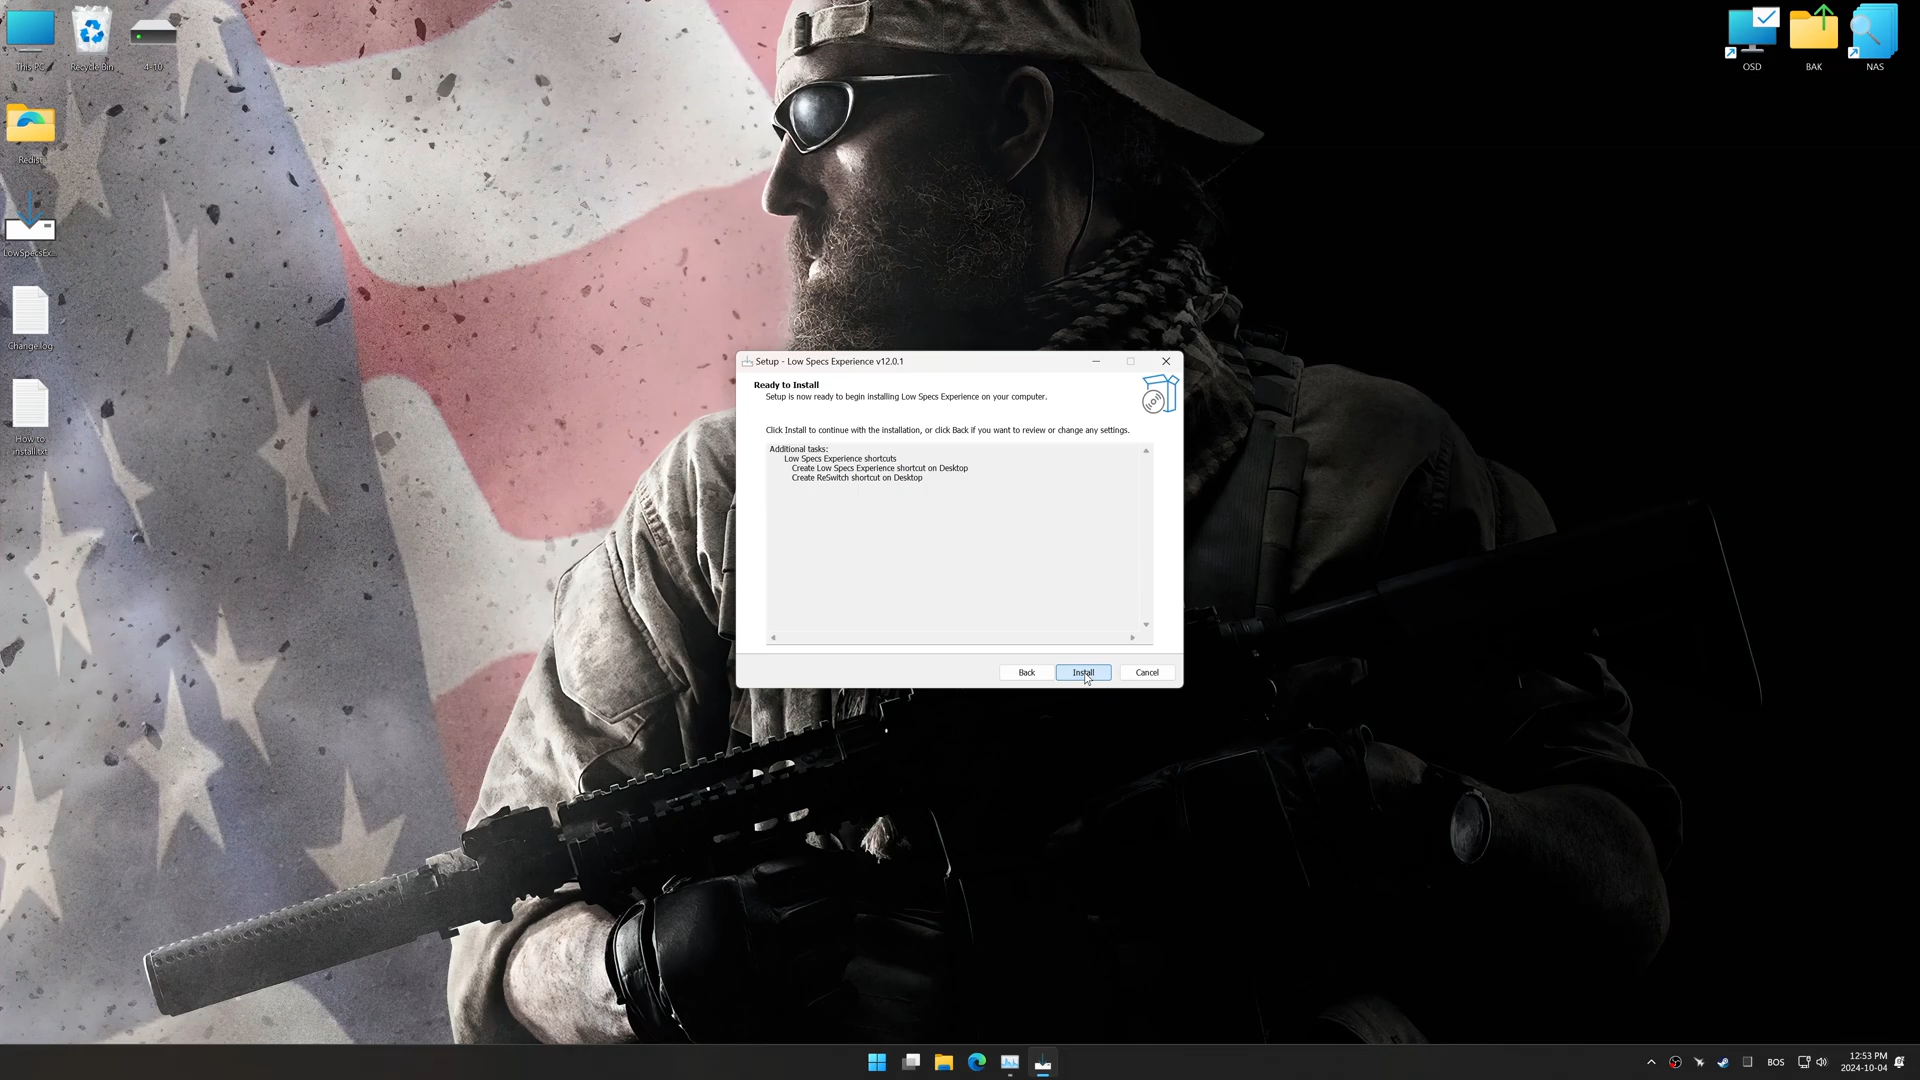 This PC
Recycle Bin
4-10
OSD
BAK
NAS
Redist
LowSpecsEx...
Change.log
How to
install.txt
Setup - Low Specs Experience v12.0.1
Ready to Install
Setup is now ready to begin installing Low Specs Experience on your computer.
Click Install to continue with the installation, or click Back if you want to review or change any settings.
Additional tasks:
Low Specs Experience shortcuts
Create Low Specs Experience shortcut on Desktop
Create ReSwitch shortcut on Desktop
Back
Install
Cancel
BOS
12:53 PM
2024-10-04